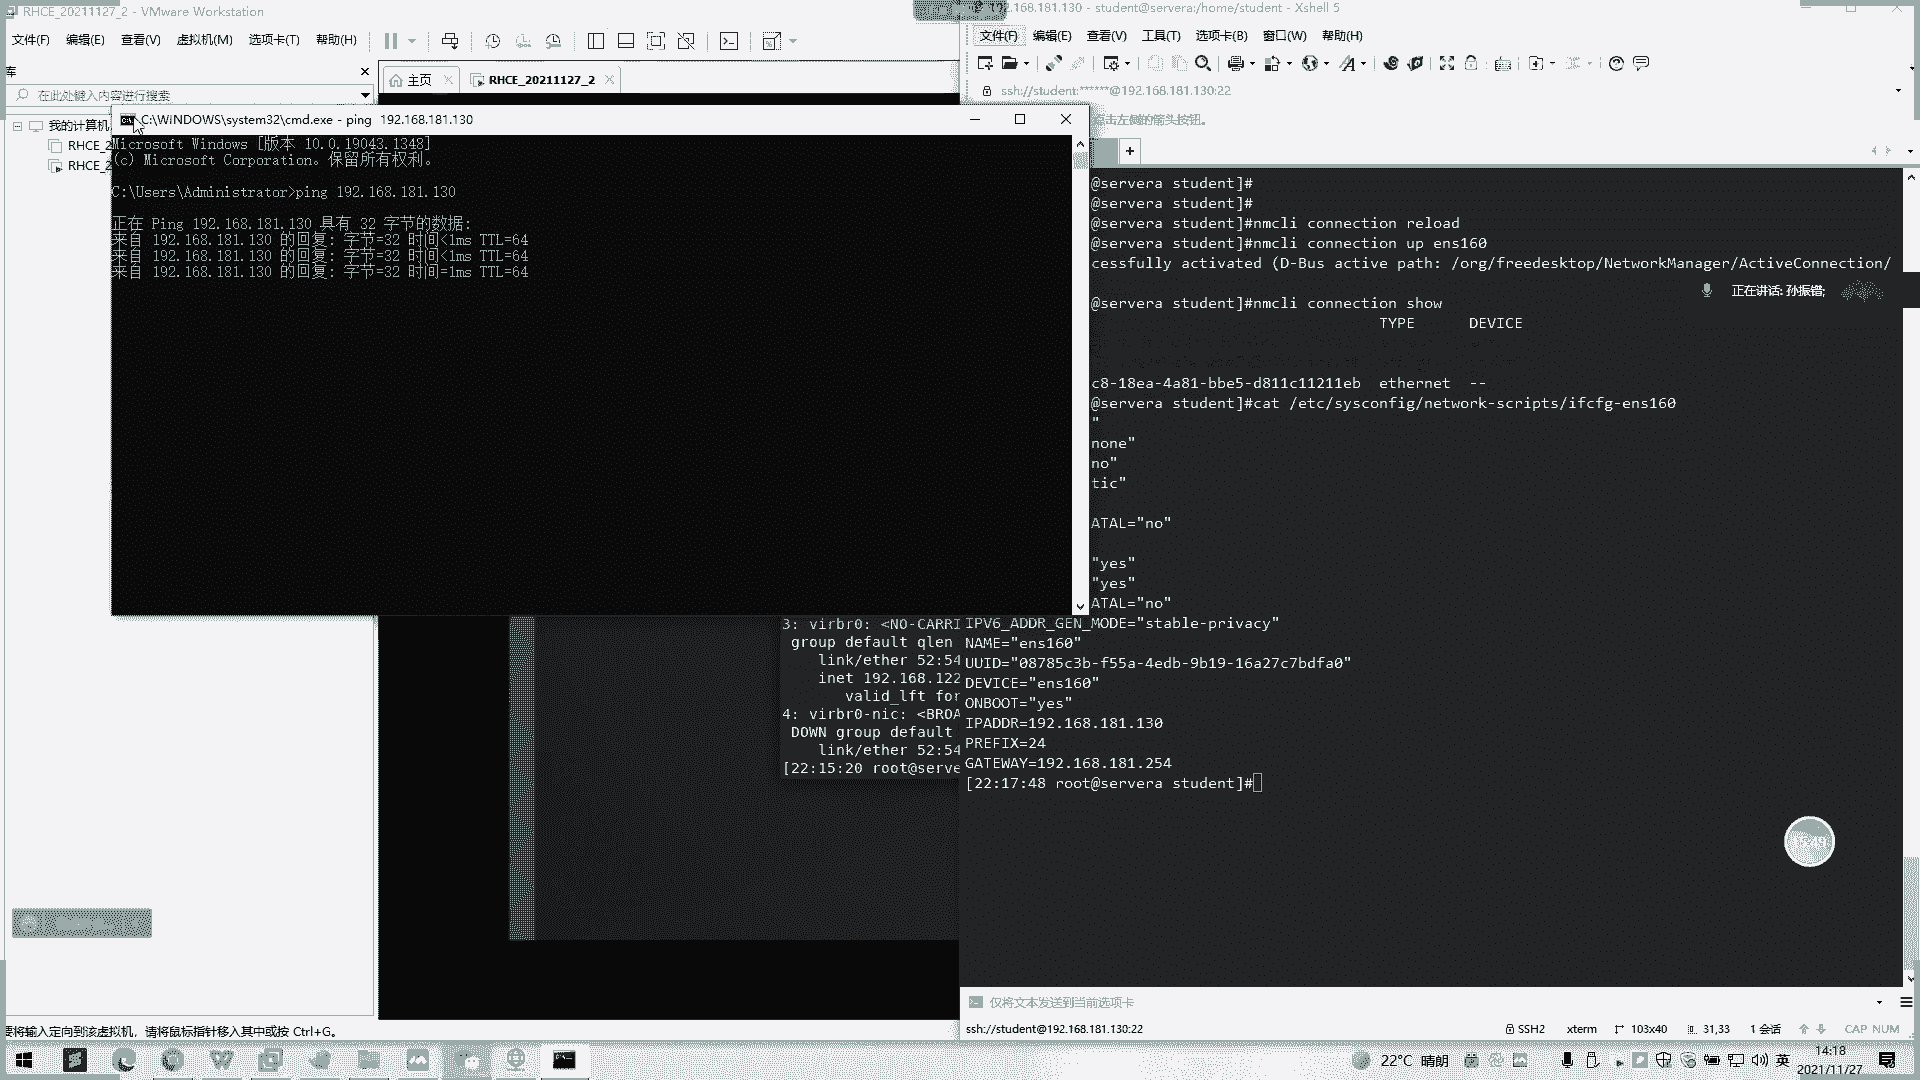 RHCE_20211127_2 - VMware Workstation
文件(F) 编辑(E) 查看(V) 虚拟机(M) 选项卡(T) 帮助(H)
库
在此处键入内容进行搜索
主页
RHCE_20211127_2
我的计算机
RHCE_2
RHCE_2
C:\WINDOWS\system32\cmd.exe - ping 192.168.181.130
Microsoft Windows [版本 10.0.19043.1348]
(c) Microsoft Corporation。保留所有权利。
C:\Users\Administrator>ping 192.168.181.130
正在 Ping 192.168.181.130 具有 32 字节的数据:
来自 192.168.181.130 的回复: 字节=32 时间<1ms TTL=64
来自 192.168.181.130 的回复: 字节=32 时间<1ms TTL=64
来自 192.168.181.130 的回复: 字节=32 时间=1ms TTL=64
3: virbr0: <NO-CARRI
group default qlen
link/ether 52:54
inet 192.168.122
valid_lft for
4: virbr0-nic: <BROA
DOWN group default
link/ether 52:54
[22:15:20 root@serve
要将输入定向到该虚拟机，请将鼠标指针移入其中或按 Ctrl+G。
.168.181.130 - student@servera:/home/student - Xshell 5
文件(F) 编辑(E) 查看(V) 工具(T) 选项卡(B) 窗口(W) 帮助(H)
ssh://student:******@192.168.181.130:22
点击左侧的箭头按钮。
@servera student]#
@servera student]#
@servera student]#nmcli connection reload
@servera student]#nmcli connection up ens160
cessfully activated (D-Bus active path: /org/freedesktop/NetworkManager/ActiveConnection/
正在讲话: 孙振锴;
@servera student]#nmcli connection show
TYPE DEVICE
c8-18ea-4a81-bbe5-d811c11211eb ethernet --
@servera student]#cat /etc/sysconfig/network-scripts/ifcfg-ens160
"
none"
no"
tic"
ATAL="no"
"yes"
"yes"
ATAL="no"
IPV6_ADDR_GEN_MODE="stable-privacy"
NAME="ens160"
UUID="08785c3b-f55a-4edb-9b19-16a27c7bdfa0"
DEVICE="ens160"
ONBOOT="yes"
IPADDR=192.168.181.130
PREFIX=24
GATEWAY=192.168.181.254
[22:17:48 root@servera student]#
15:49
仅将文本发送到当前选项卡
ssh://student@192.168.181.130:22 SSH2 xterm 103x40 31,33 1 会话 CAP NUM
22°C 晴朗 英 14:18
2021/11/27